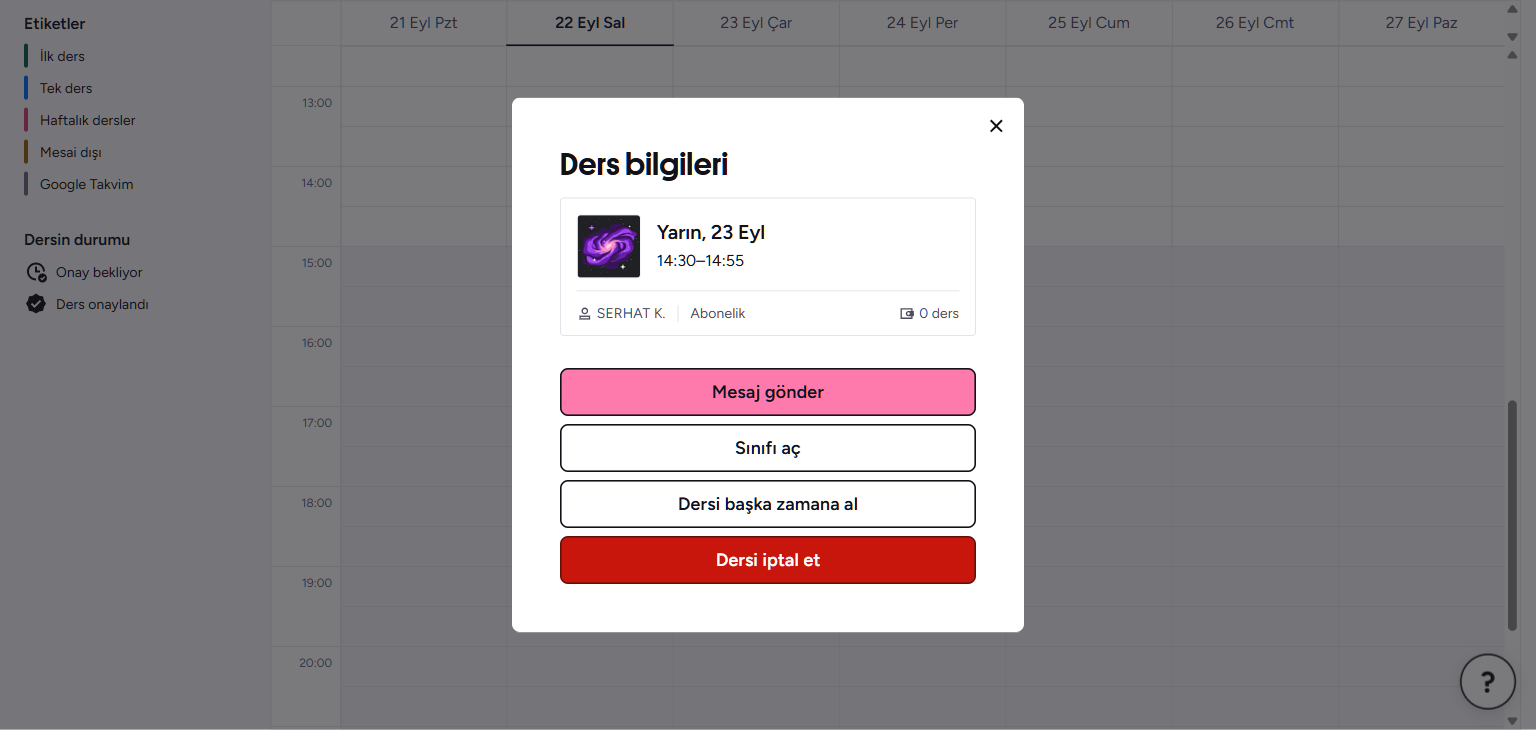 Etiketler
İlk ders
Tek ders
Haftalık dersler
Mesai dışı
Google Takvim
Dersin durumu
Onay bekliyor
Ders onaylandı
21 Eyl Pzt
22 Eyl Sal
23 Eyl Çar
24 Eyl Per
25 Eyl Cum
26 Eyl Cmt
27 Eyl Paz
13:00
14:00
15:00
16:00
17:00
18:00
19:00
20:00
Ders bilgileri
Yarın, 23 Eyl
14:30–14:55
SERHAT K.
Abonelik
0 ders
Mesaj gönder
Sınıfı aç
Dersi başka zamana al
Dersi iptal et
?